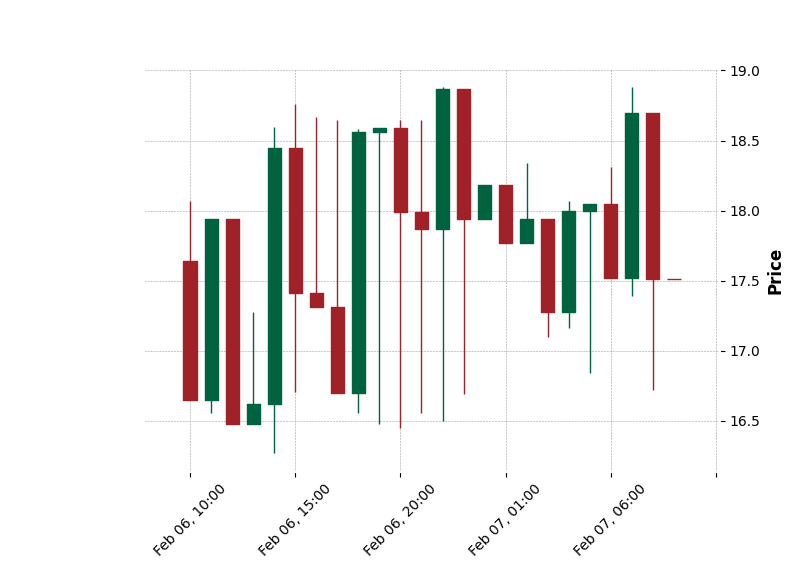 19.0
18.5
18.0
17.5
17.0
16.5
Price
Feb 06, 10:00
Feb 06, 15:00
Feb 06, 20:00
Feb 07, 01:00
Feb 07, 06:00